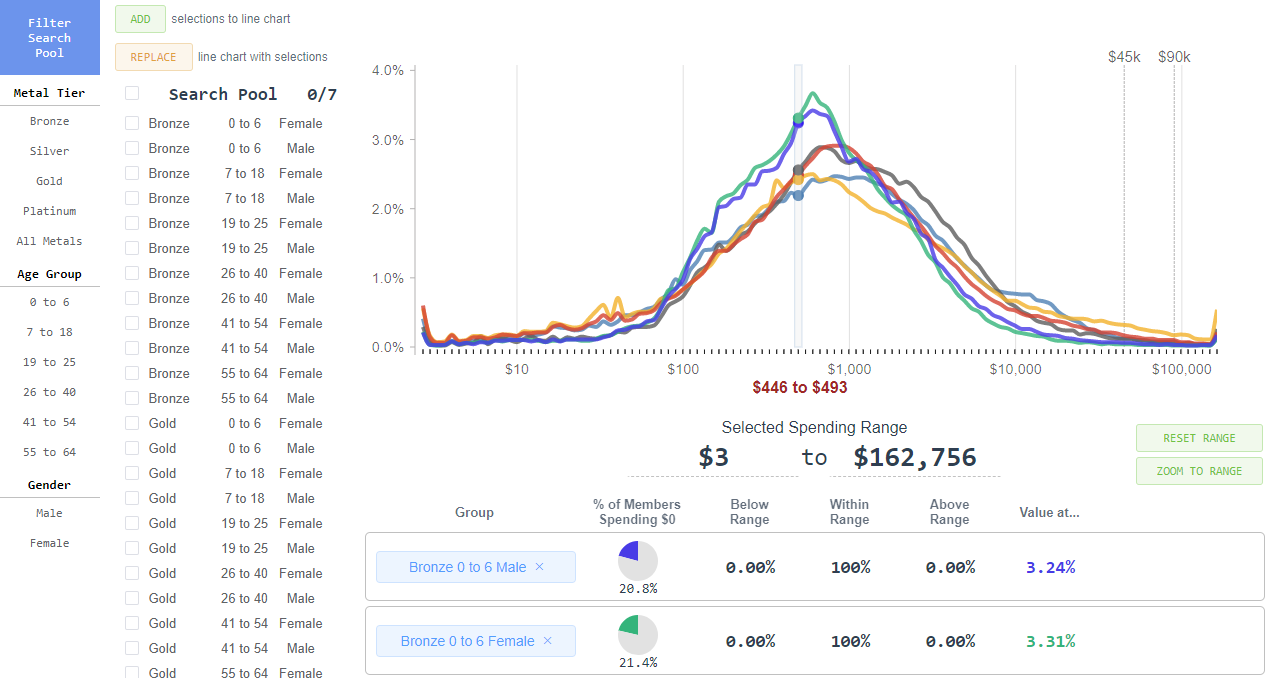 Filter
Search
Pool
Metal Tier
Bronze
Silver
Gold
Platinum
All Metals
Age Group
0 to 6
7 to 18
19 to 25
26 to 40
41 to 54
55 to 64
Gender
Male
Female
ADD selections to line chart
REPLACE line chart with selections
Search Pool 0/7
Bronze 0 to 6 Female
Bronze 0 to 6 Male
Bronze 7 to 18 Female
Bronze 7 to 18 Male
Bronze 19 to 25 Female
Bronze 19 to 25 Male
Bronze 26 to 40 Female
Bronze 26 to 40 Male
Bronze 41 to 54 Female
Bronze 41 to 54 Male
Bronze 55 to 64 Female
Bronze 55 to 64 Male
Gold 0 to 6 Female
Gold 0 to 6 Male
Gold 7 to 18 Female
Gold 7 to 18 Male
Gold 19 to 25 Female
Gold 19 to 25 Male
Gold 26 to 40 Female
Gold 26 to 40 Male
Gold 41 to 54 Female
Gold 41 to 54 Male
Gold 55 to 64 Female
$45k $90k
4.0%
3.0%
2.0%
1.0%
0.0%
$10 $100 $1,000 $10,000 $100,000
$446 to $493
Selected Spending Range
$3 to $162,756
RESET RANGE
ZOOM TO RANGE
Group
% of Members
Spending $0
Below
Range
Within
Range
Above
Range
Value at...
Bronze 0 to 6 Male × 0.00% 100% 0.00% 3.24%
20.8%
Bronze 0 to 6 Female × 0.00% 100% 0.00% 3.31%
21.4%